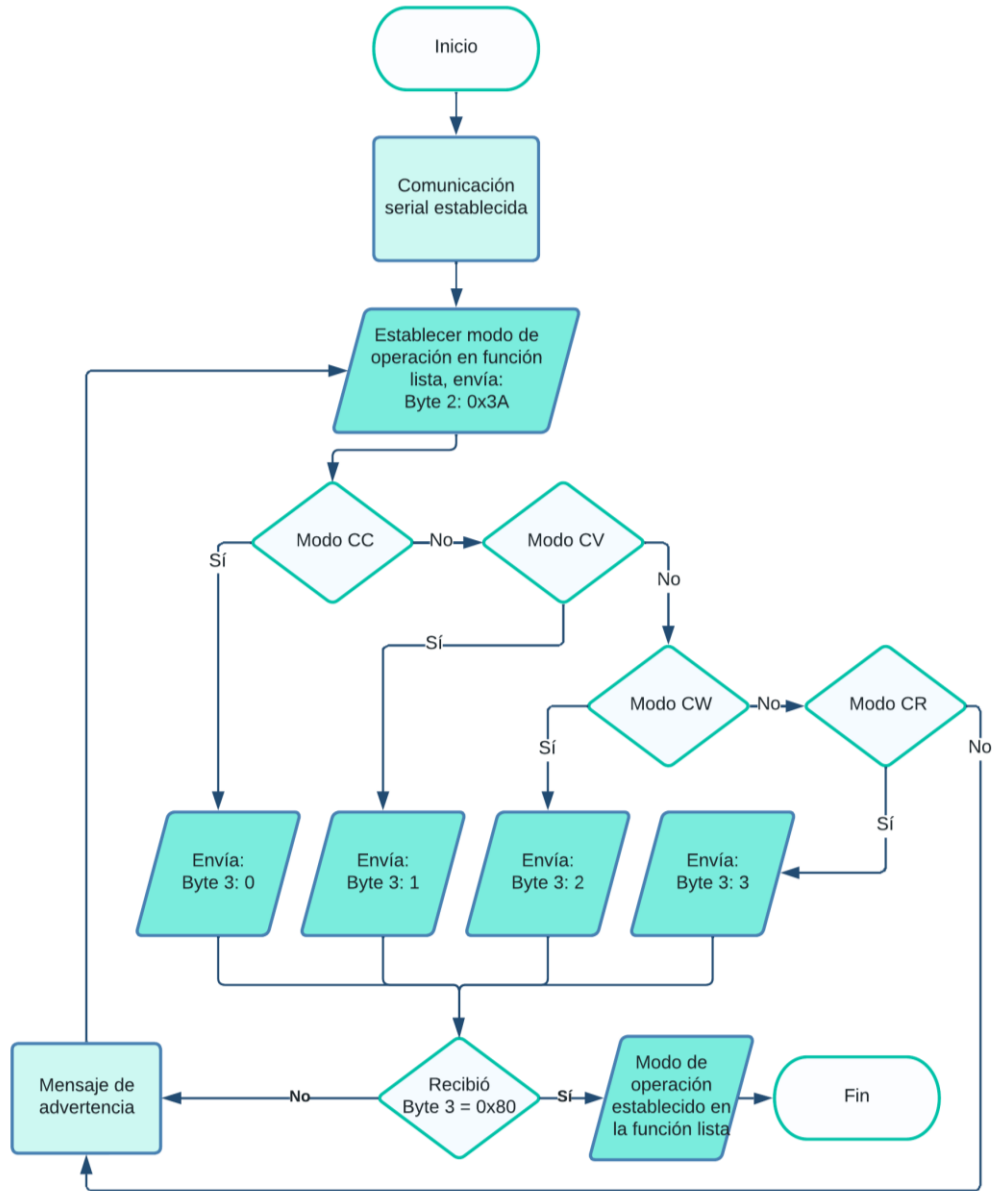 Inicio
Comunicación
serial establecida
Establecer modo de
operación en función
lista, envía:
Byte 2: 0x3A
Modo CC
No
Modo CV
Sí
No
Sí
Modo CW
No
Modo CR
Sí
No
Sí
Envía:
Byte 3: 0
Envía:
Byte 3: 1
Envía:
Byte 3: 2
Envía:
Byte 3: 3
Mensaje de
advertencia
No
Recibió
Byte 3 = 0x80
Sí
Modo de
operación
establecido en
la función lista
Fin